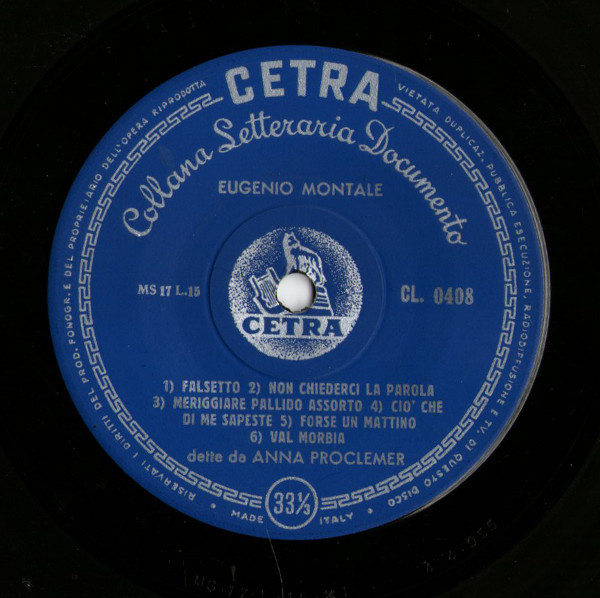 CETRA
Collana Letteraria Documento
EUGENIO MONTALE
MS 17 L.15
CL. 0408
CETRA
1) FALSETTO 2) NON CHIEDERCI LA PAROLA
3) MERIGGIARE PALLIDO ASSORTO 4) CIO' CHE
DI ME SAPESTE 5) FORSE UN MATTINO
6) VAL MORBIA
dette da ANNA PROCLEMER
33⅓
MADE ITALY
RISERVATI I DIRITTI DEL PROD. FONOGR. E DEL PROPRIETARIO DELL'OPERA RIPRODOTTA
VIETATA DUPLICAZ. PUBBLICA ESECUZIONE, RADIODIFFUSIONE E TV. DI QUESTO DISCO